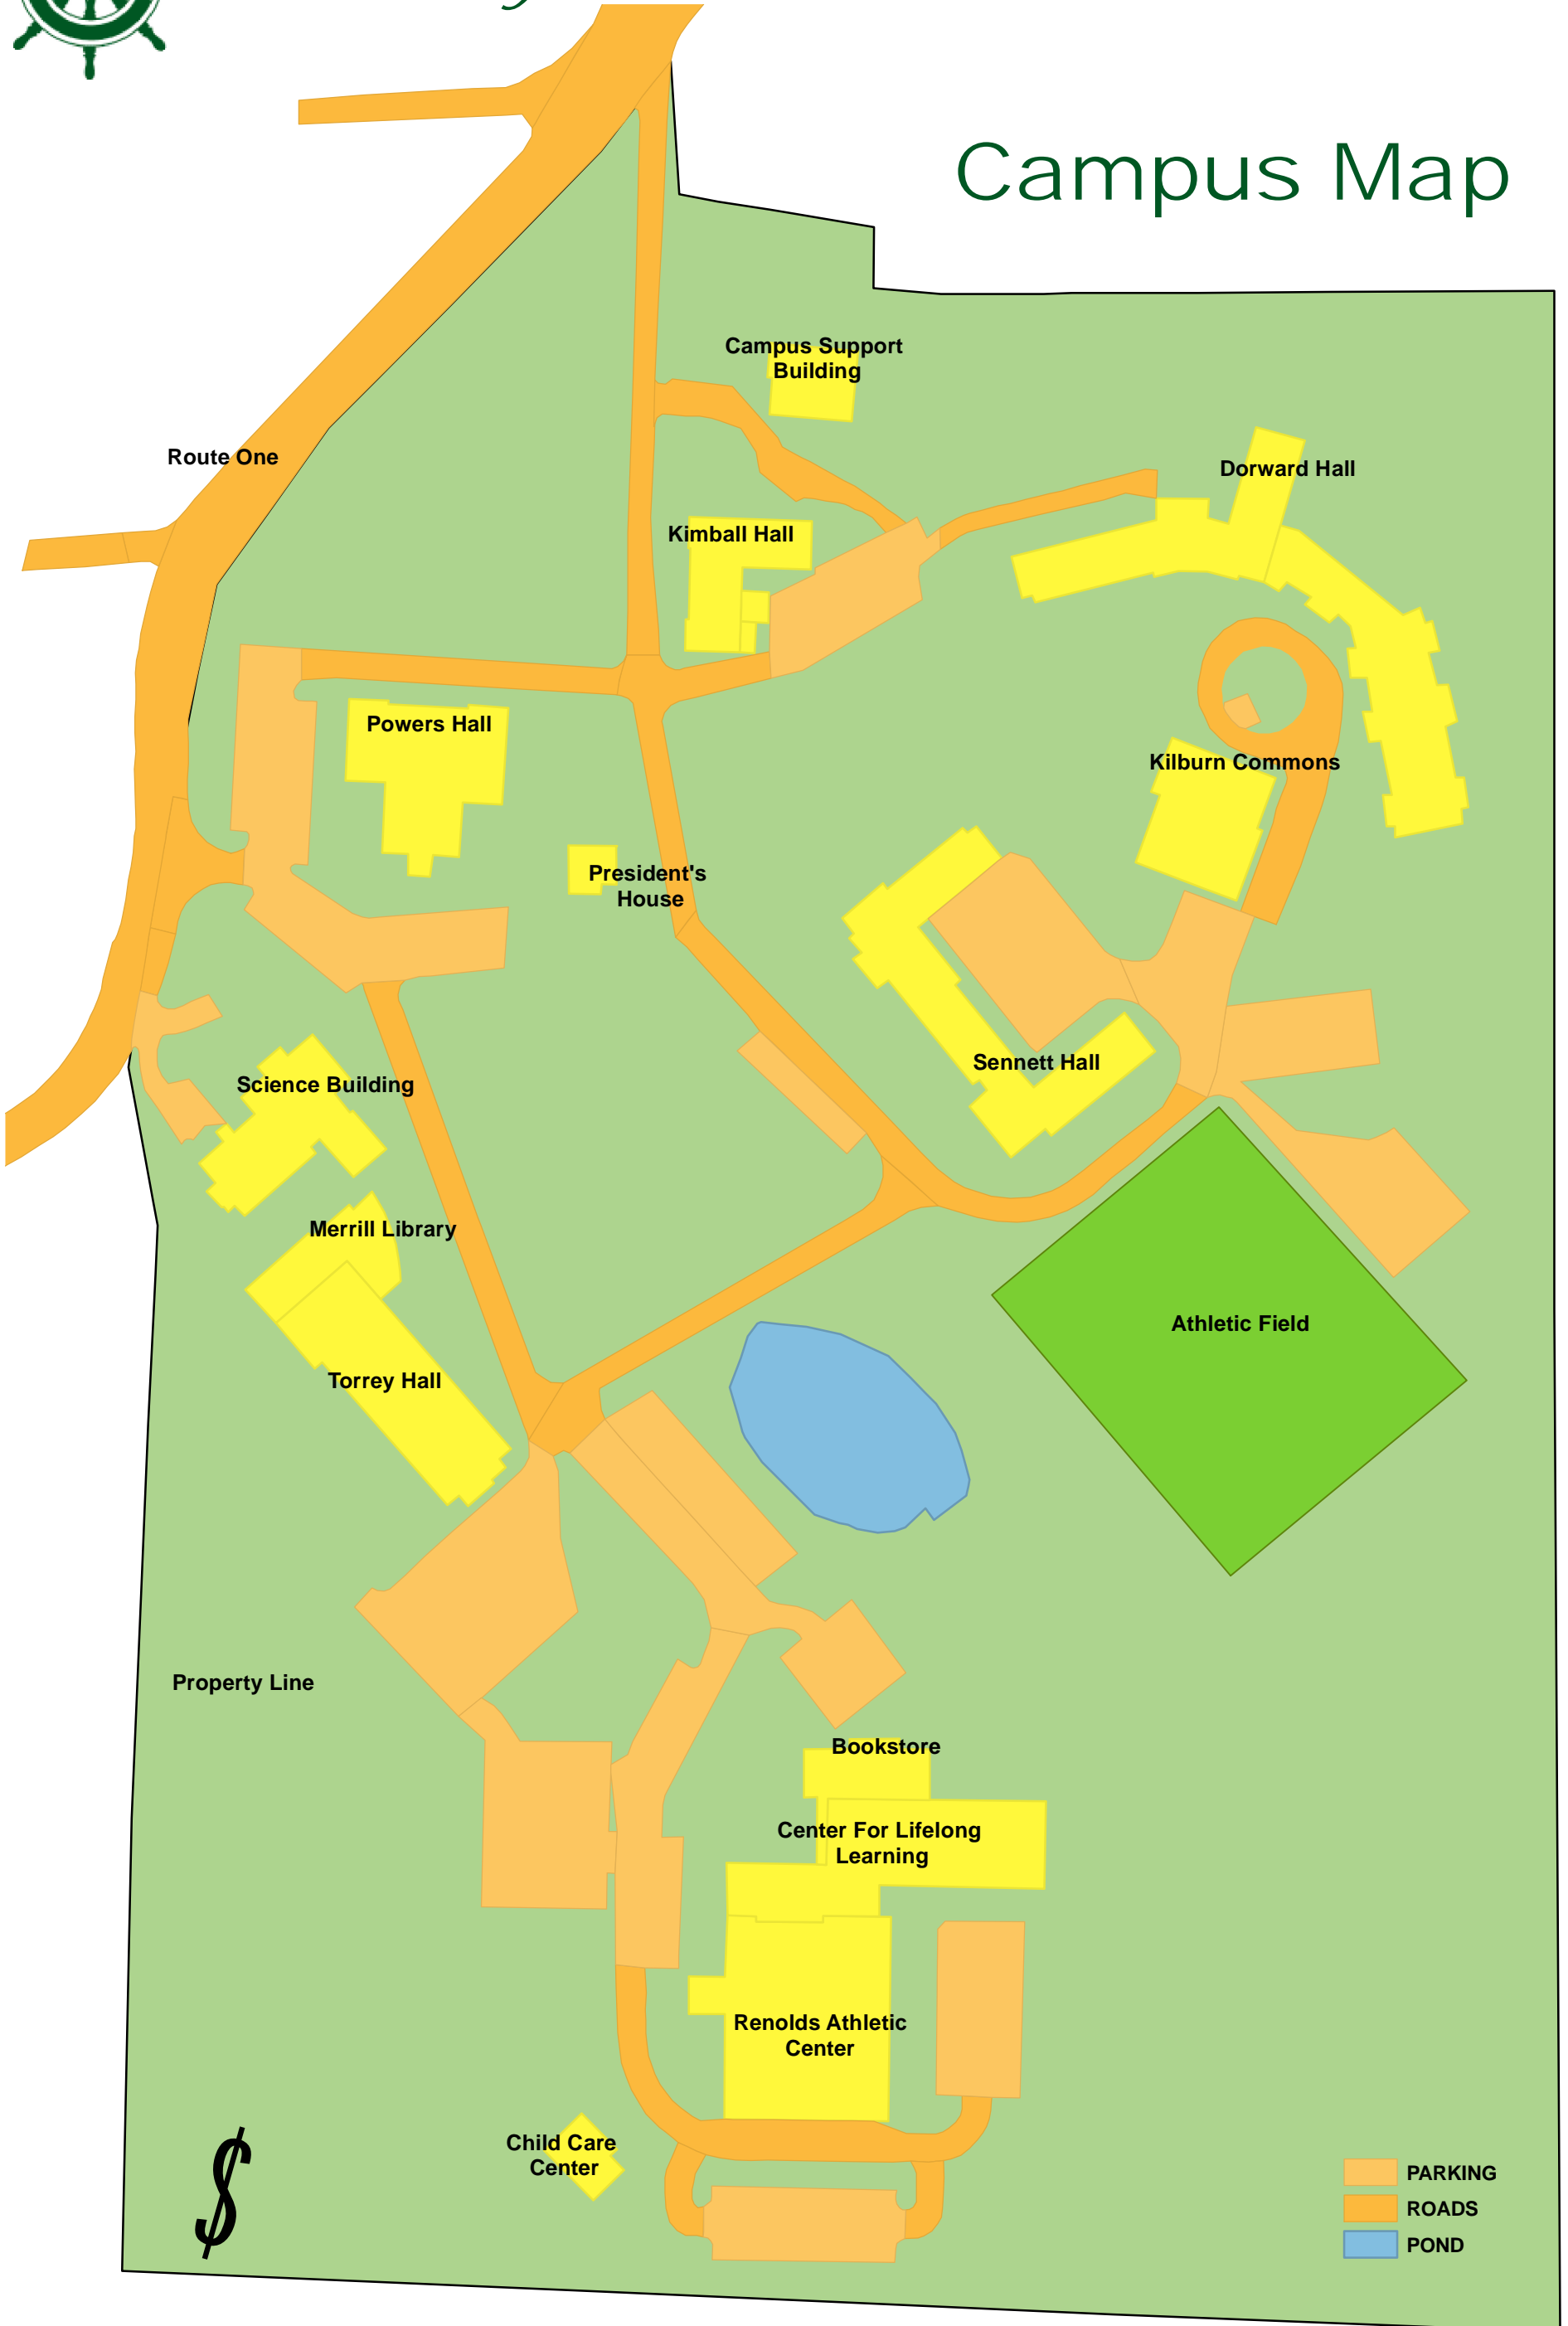 Campus Map
Campus Support
Building
Route One
Dorward Hall
Kimball Hall
Powers Hall
Kilburn Commons
President's
House
Sennett Hall
Science Building
Merrill Library
Athletic Field
Torrey Hall
Property Line
Bookstore
Center For Lifelong
Learning
Renolds Athletic
Center
Child Care
Center
$
PARKING
ROADS
POND